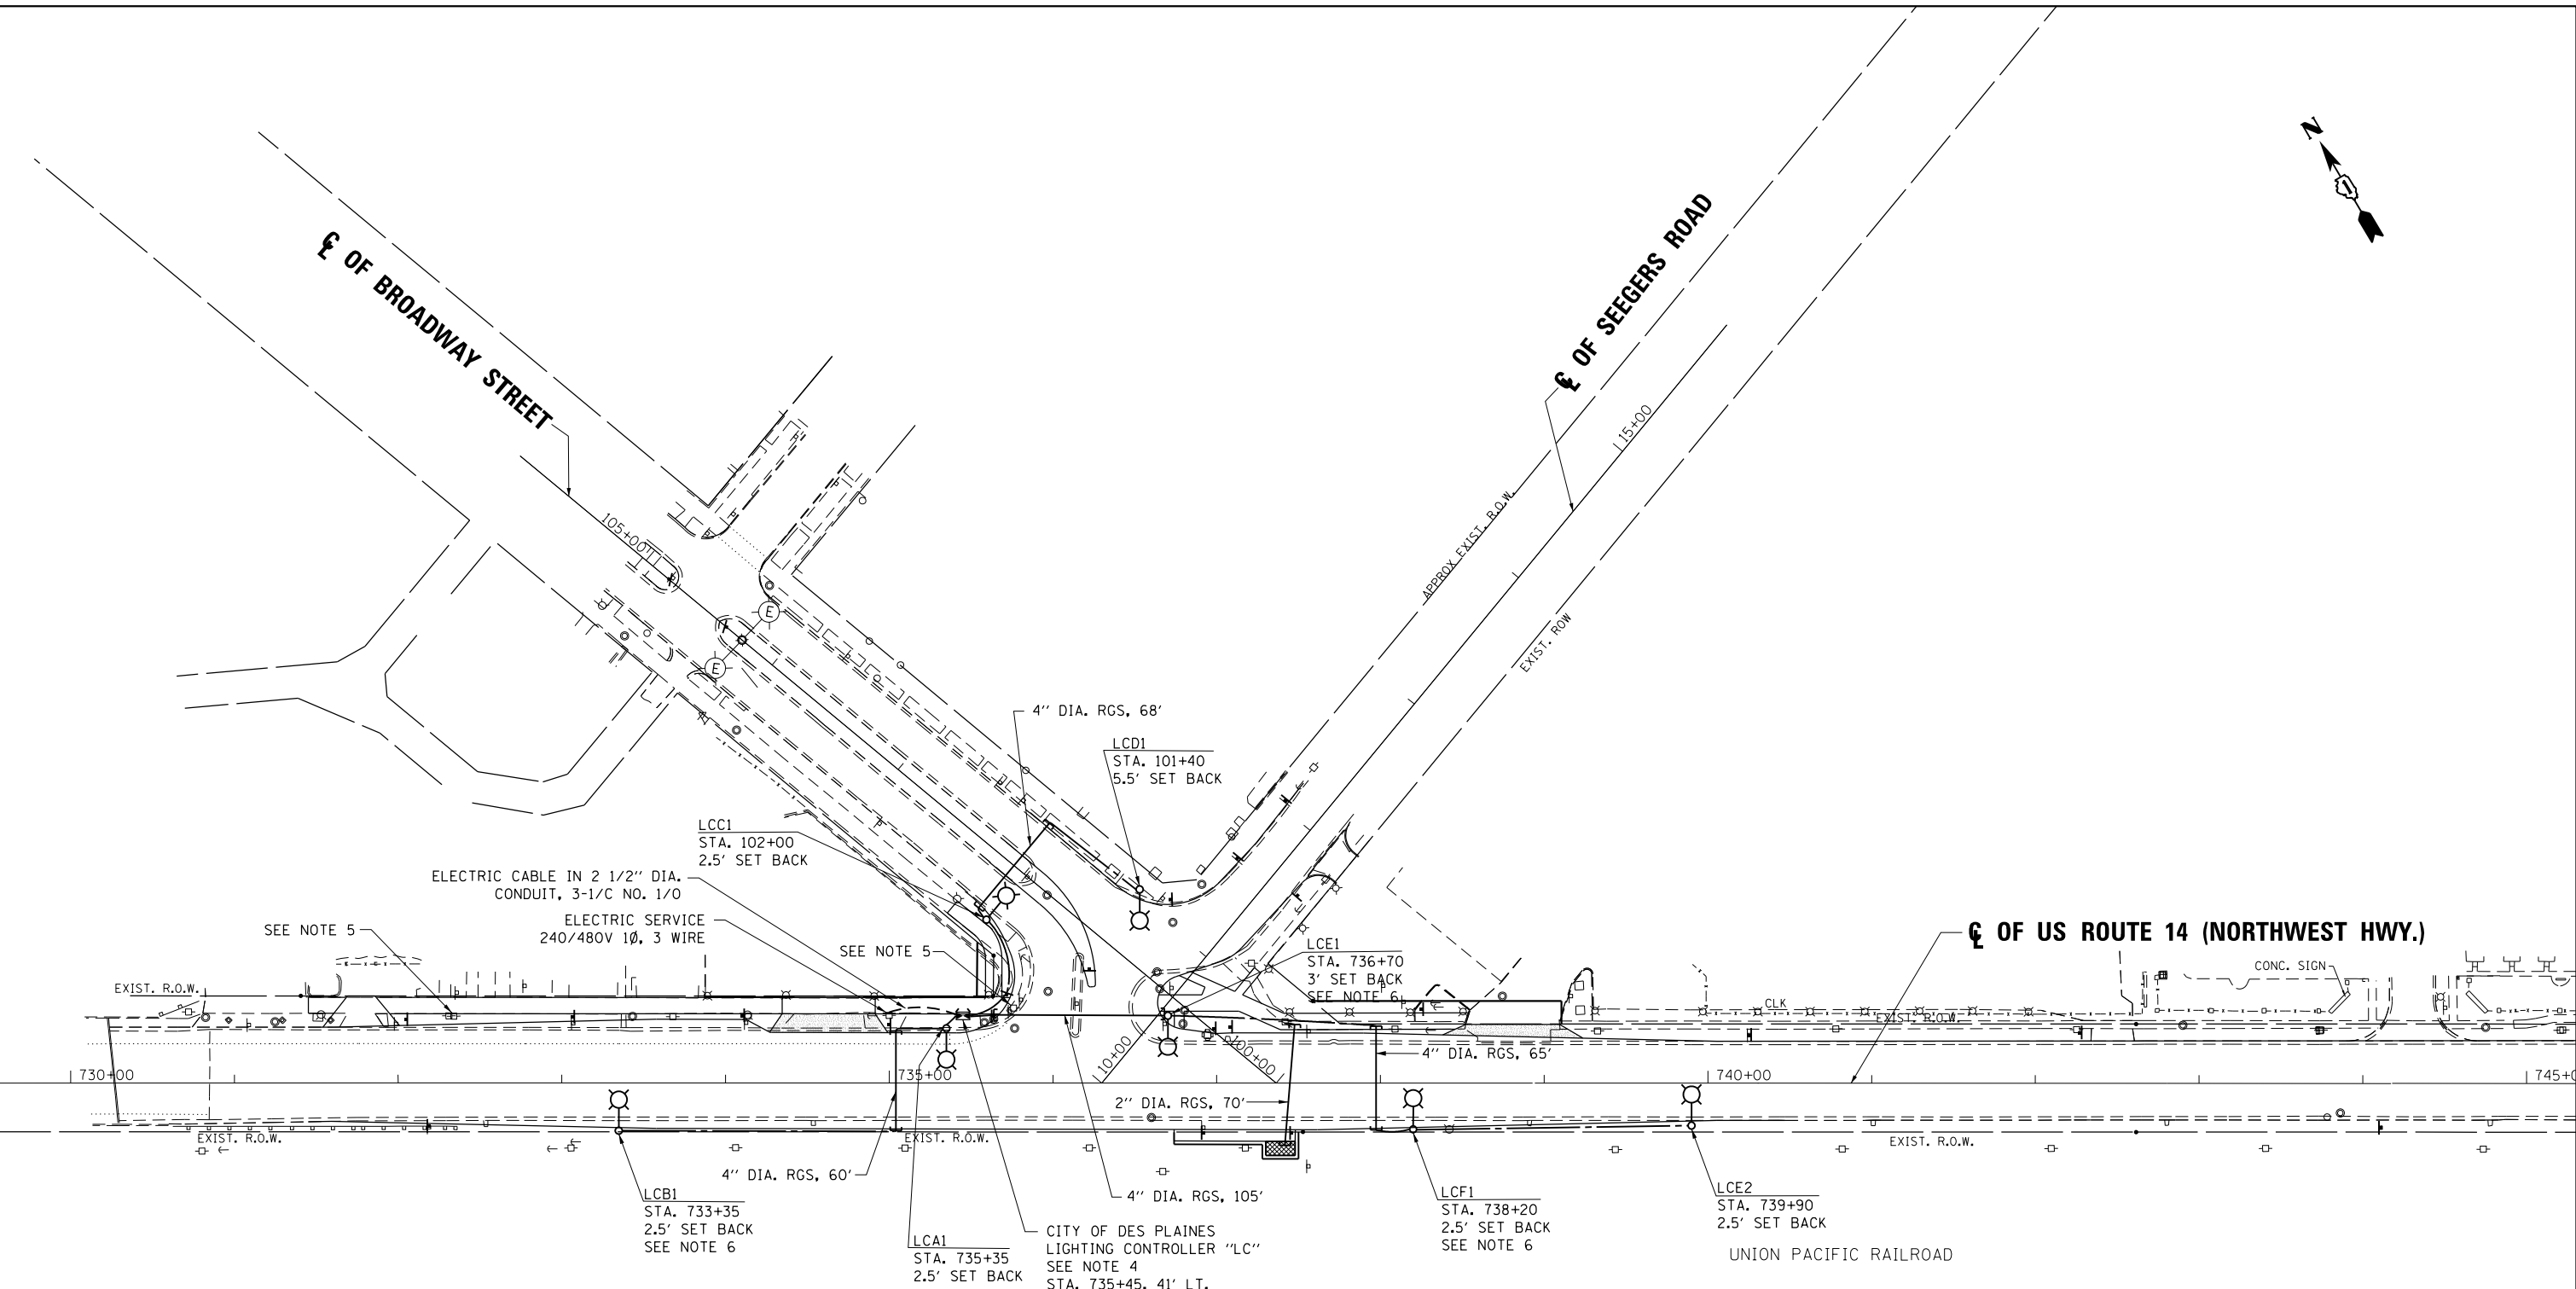 N
℄ OF BROADWAY STREET
℄ OF SEEGERS ROAD
15+00
105+00
APPROX EXIST. R.O.W.
E
EXIST. ROW
E
4" DIA. RGS, 68'
LCD1
STA. 101+40
5.5' SET BACK
LCC1
STA. 102+00
2.5' SET BACK
ELECTRIC CABLE IN 2 1/2" DIA.
CONDUIT, 3-1/C NO. 1/0
ELECTRIC SERVICE
240/480V 1Ø, 3 WIRE
SEE NOTE 5
SEE NOTE 5
LCE1
STA. 736+70
3' SET BACK
SEE NOTE 6
℄ OF US ROUTE 14 (NORTHWEST HWY.)
CONC. SIGN
EXIST. R.O.W.
CLK
EXIST. R.O.W.
10+00
100+00
4" DIA. RGS, 65'
730+00
735+00
740+00
745+0
2" DIA. RGS, 70'
EXIST. R.O.W.
EXIST. R.O.W.
EXIST. R.O.W.
4" DIA. RGS, 60'
4" DIA. RGS, 105'
LCB1
STA. 733+35
2.5' SET BACK
SEE NOTE 6
LCA1
STA. 735+35
2.5' SET BACK
CITY OF DES PLAINES
LIGHTING CONTROLLER "LC"
SEE NOTE 4
STA. 735+45, 41' LT.
LCF1
STA. 738+20
2.5' SET BACK
SEE NOTE 6
LCE2
STA. 739+90
2.5' SET BACK
UNION PACIFIC RAILROAD